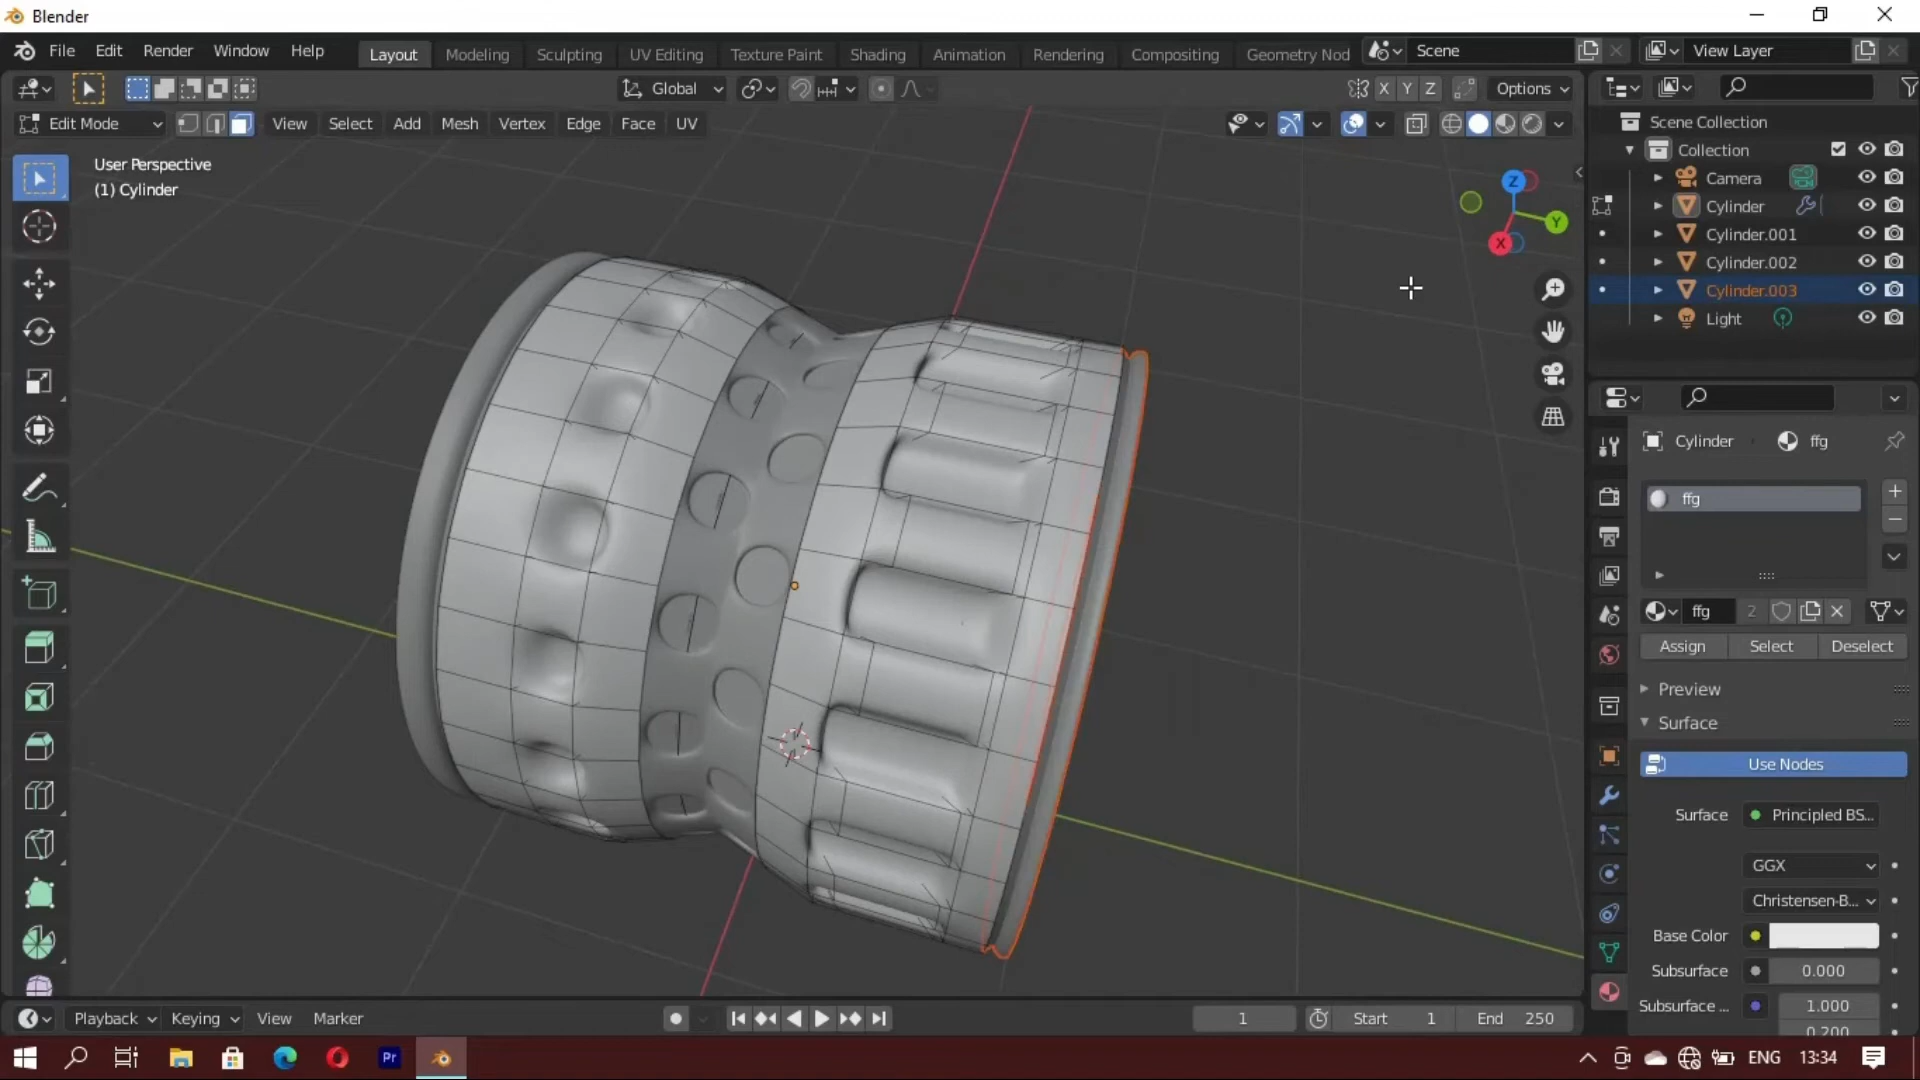 Blender
File Edit Render Window Help Layout Modeling Sculpting UV Editing Texture Paint Shading Animation Rendering Compositing Geometry Nod Scene View Layer
Global X Y Z Options
Edit Mode View Select Add Mesh Vertex Edge Face UV
User Perspective
(1) Cylinder
Z
Y
X
Scene Collection
Collection
Camera
Cylinder
Cylinder.001
Cylinder.002
Cylinder.003
Light
Cylinder ffg
ffg
ffg 2
Assign Select Deselect
Preview
Surface
Use Nodes
Surface Principled BS...
GGX
Christensen-B...
Base Color
Subsurface 0.000
Subsurface ... 1.000
0.200
Playback Keying View Marker 1 Start 1 End 250
Pr ENG 13:34